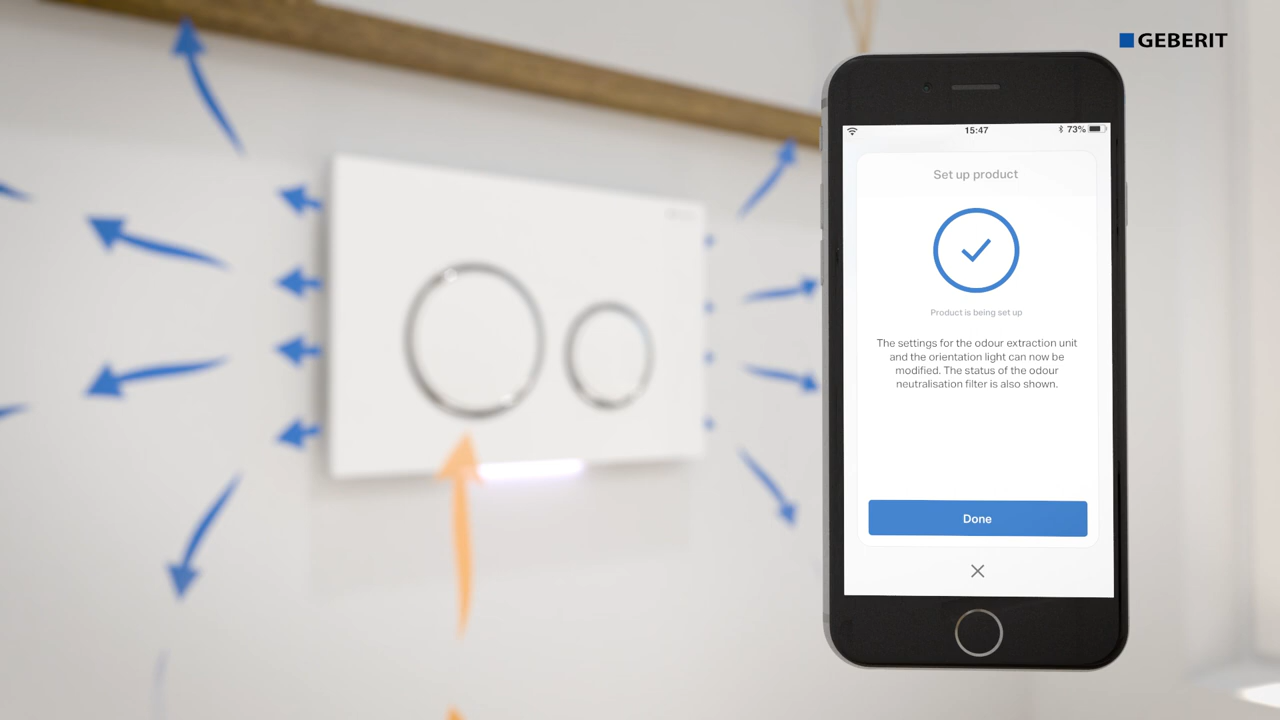 GEBERIT
15:47
73%
Set up product
Product is being set up
The settings for the odour extraction unit
and the orientation light can now be
modified. The status of the odour
neutralisation filter is also shown.
Done